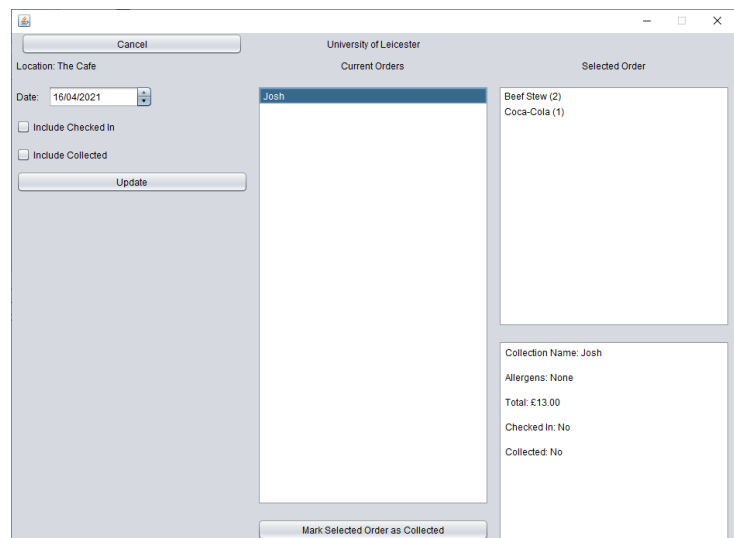 Cancel
University of Leicester
Location: The Cafe
Current Orders
Selected Order
Date: 16/04/2021
Include Checked In
Include Collected
Update
Josh
Beef Stew (2)
Coca-Cola (1)
Collection Name: Josh
Allergens: None
Total: £13.00
Checked In: No
Collected: No
Mark Selected Order as Collected